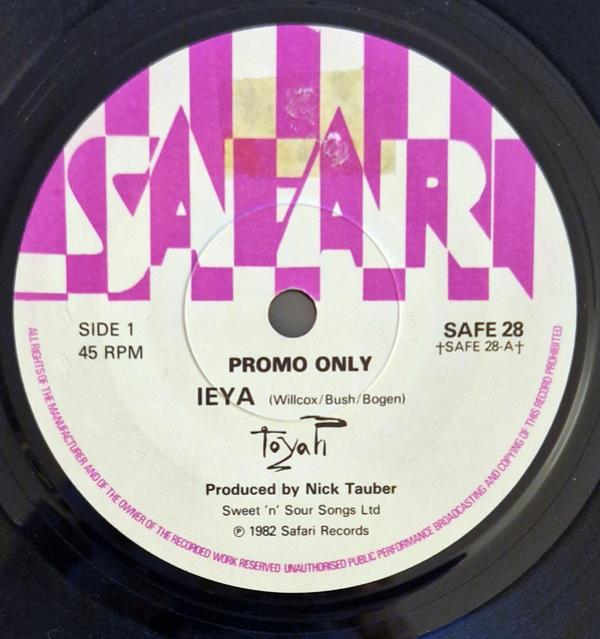 SAFARI
SIDE 1
45 RPM
SAFE 28
†SAFE 28-A†
PROMO ONLY
IEYA (Willcox/Bush/Bogen)
Toyah
Produced by Nick Tauber
Sweet 'n' Sour Songs Ltd
℗ 1982 Safari Records
ALL RIGHTS OF THE MANUFACTURER AND OF THE OWNER OF THE RECORDED WORK RESERVED UNAUTHORISED PUBLIC PERFORMANCE BROADCASTING AND COPYING OF THIS RECORD PROHIBITED